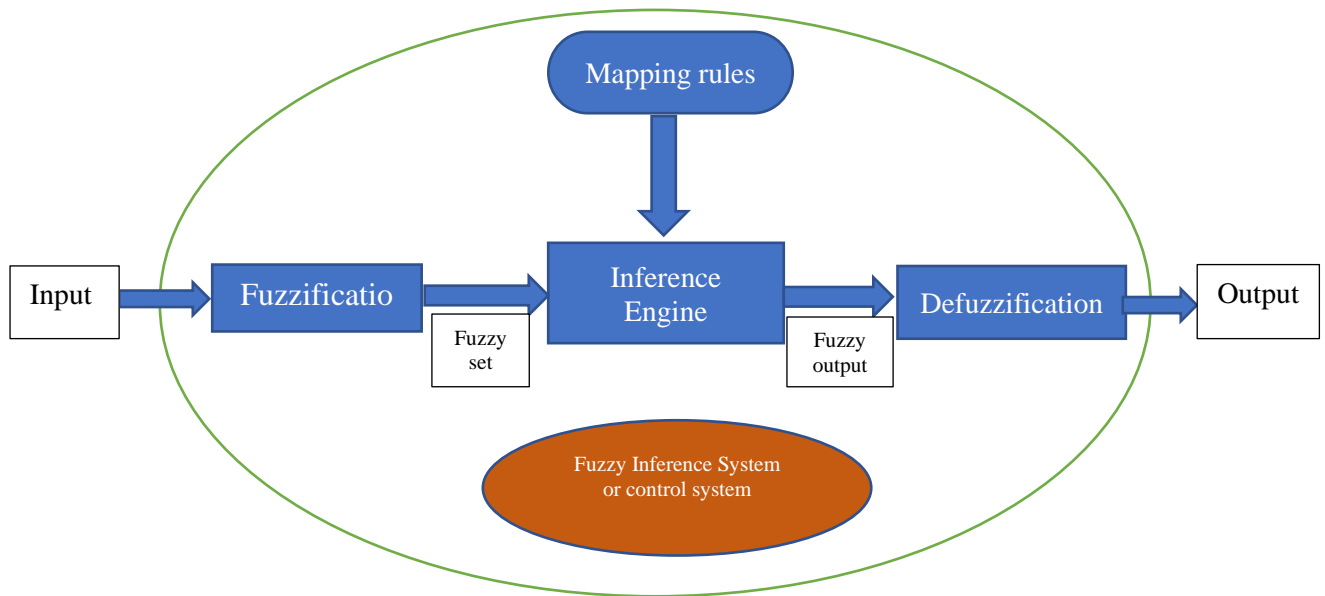 Mapping rules
Input
Fuzzificatio
Fuzzy
set
Inference
Engine
Fuzzy
output
Defuzzification
Output
Fuzzy Inference System
or control system